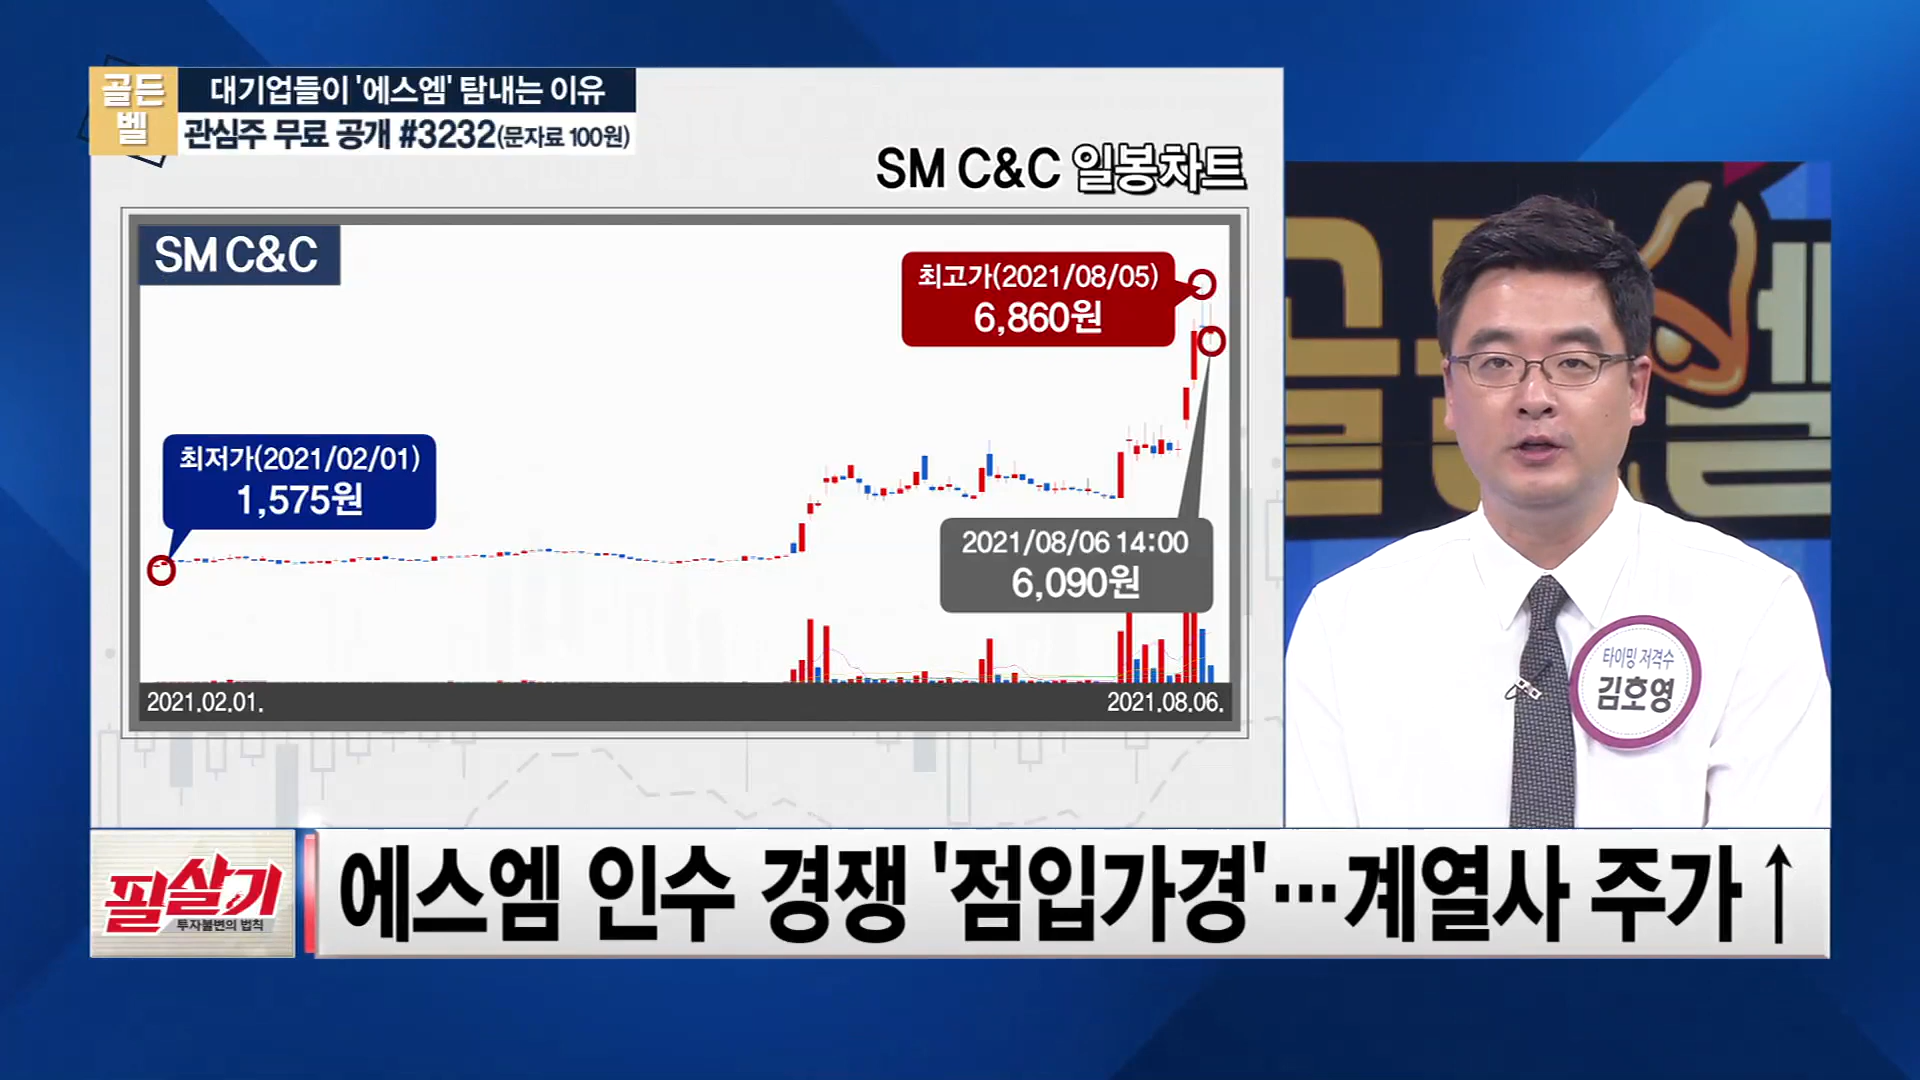 골든
벨
대기업들이 '에스엠' 탐내는 이유
관심주 무료 공개 #3232(문자료 100원)
SM C&C 일봉차트
SM C&C
최고가(2021/08/05)
6,860원
최저가(2021/02/01)
1,575원
2021/08/06 14:00
6,090원
2021.02.01.
2021.08.06.
타이밍 저격수
김호영
필살기
투자불변의 법칙
에스엠 인수 경쟁 '점입가경'…계열사 주가↑